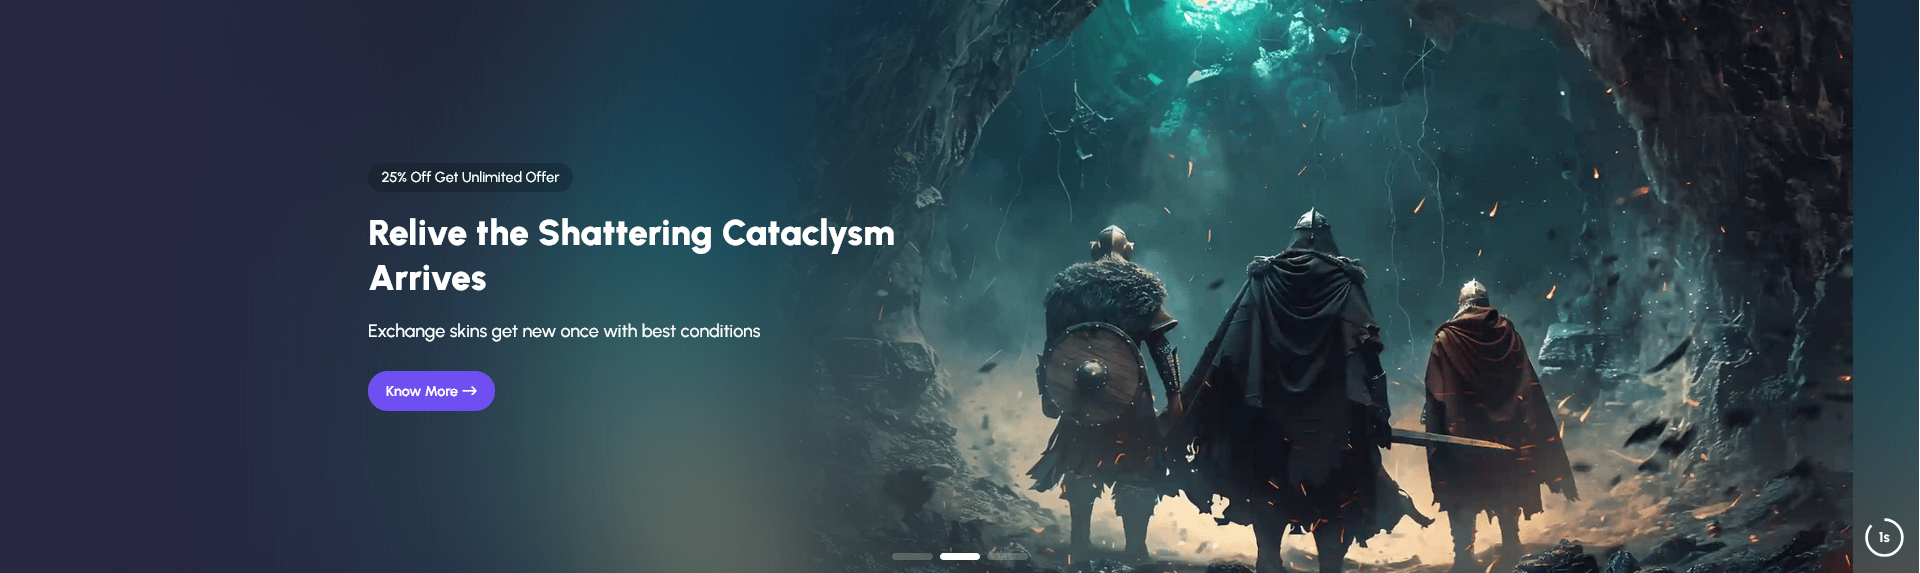 25% Off Get Unlimited Offer
Relive the Shattering Cataclysm
Arrives
Exchange skins get new once with best conditions
Know More →
1s